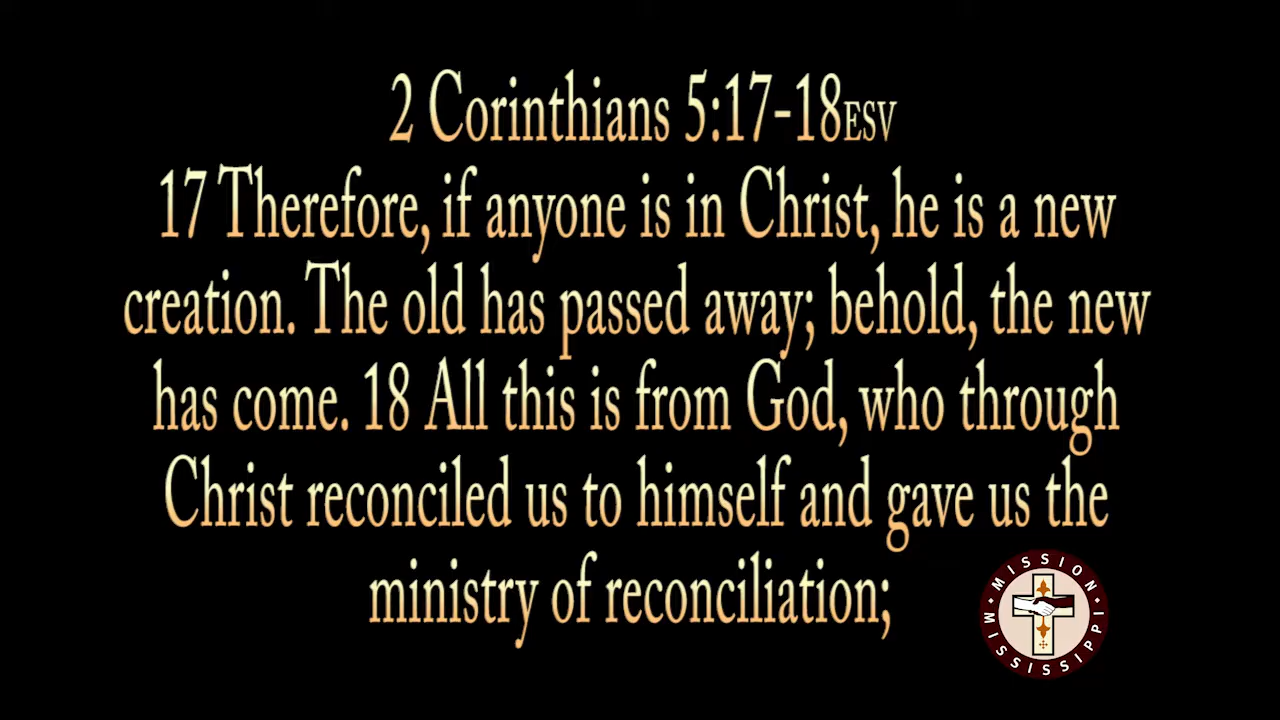 2 Corinthians 5:17-18ESV
17 Therefore, if anyone is in Christ, he is a new
creation. The old has passed away; behold, the new
has come. 18 All this is from God, who through
Christ reconciled us to himself and gave us the
ministry of reconciliation;
MISSION
MISSISSIPPI